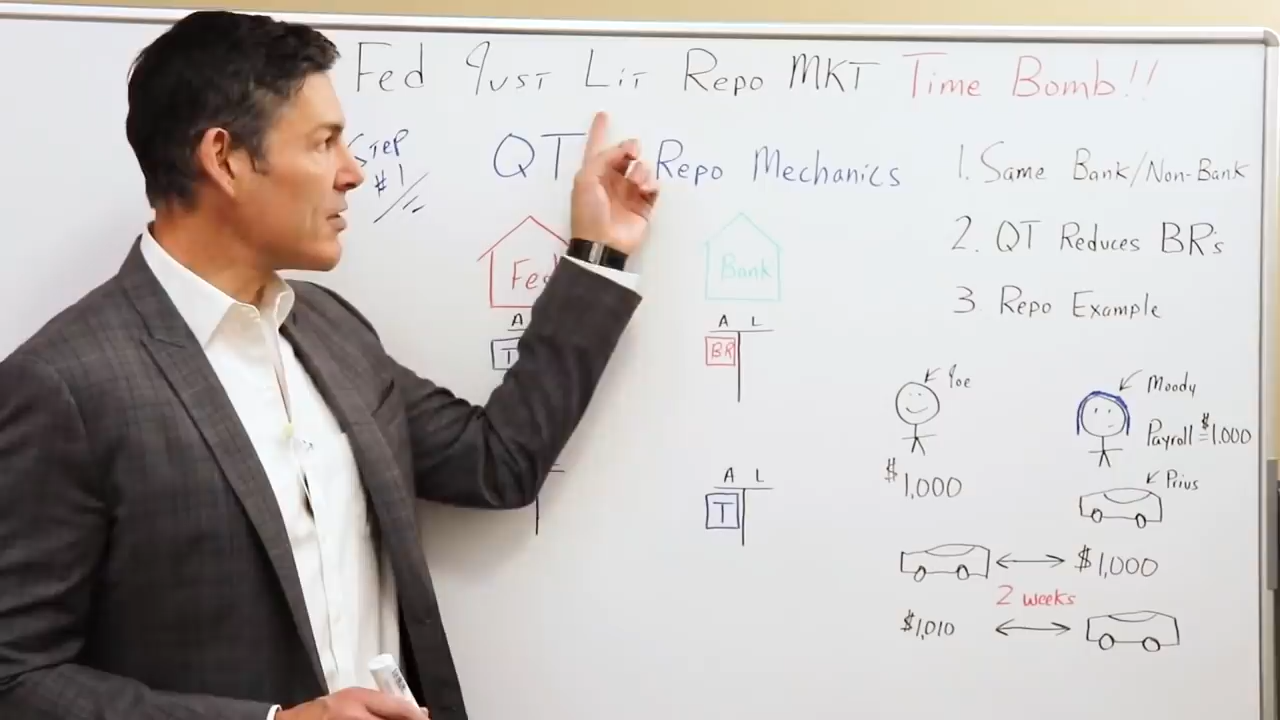 Fed Just Lit Repo MKT Time Bomb!!
STEP
#1
QT Repo Mechanics
1. Same Bank/Non-Bank
2. QT Reduces BR's
3. Repo Example
Fed
Bank
A
A L
T
BR
Joe
Moody
Payroll = $1.000
$1,000
Prius
A L
T
$1,000
2 weeks
$1,010